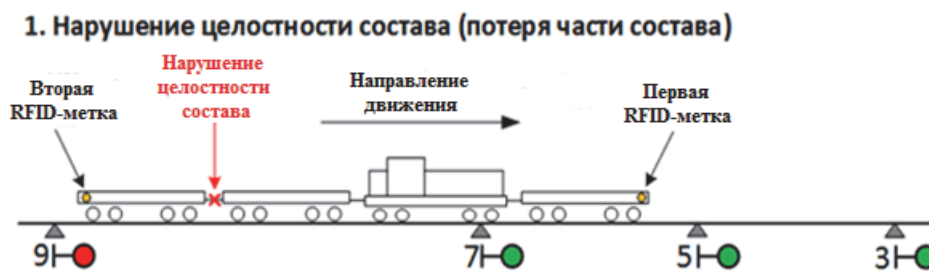 1. Нарушение целостности состава (потеря части состава)
Вторая
RFID-метка
Нарушение
целостности
состава
Направление
движения
Первая
RFID-метка
9
7
5
3